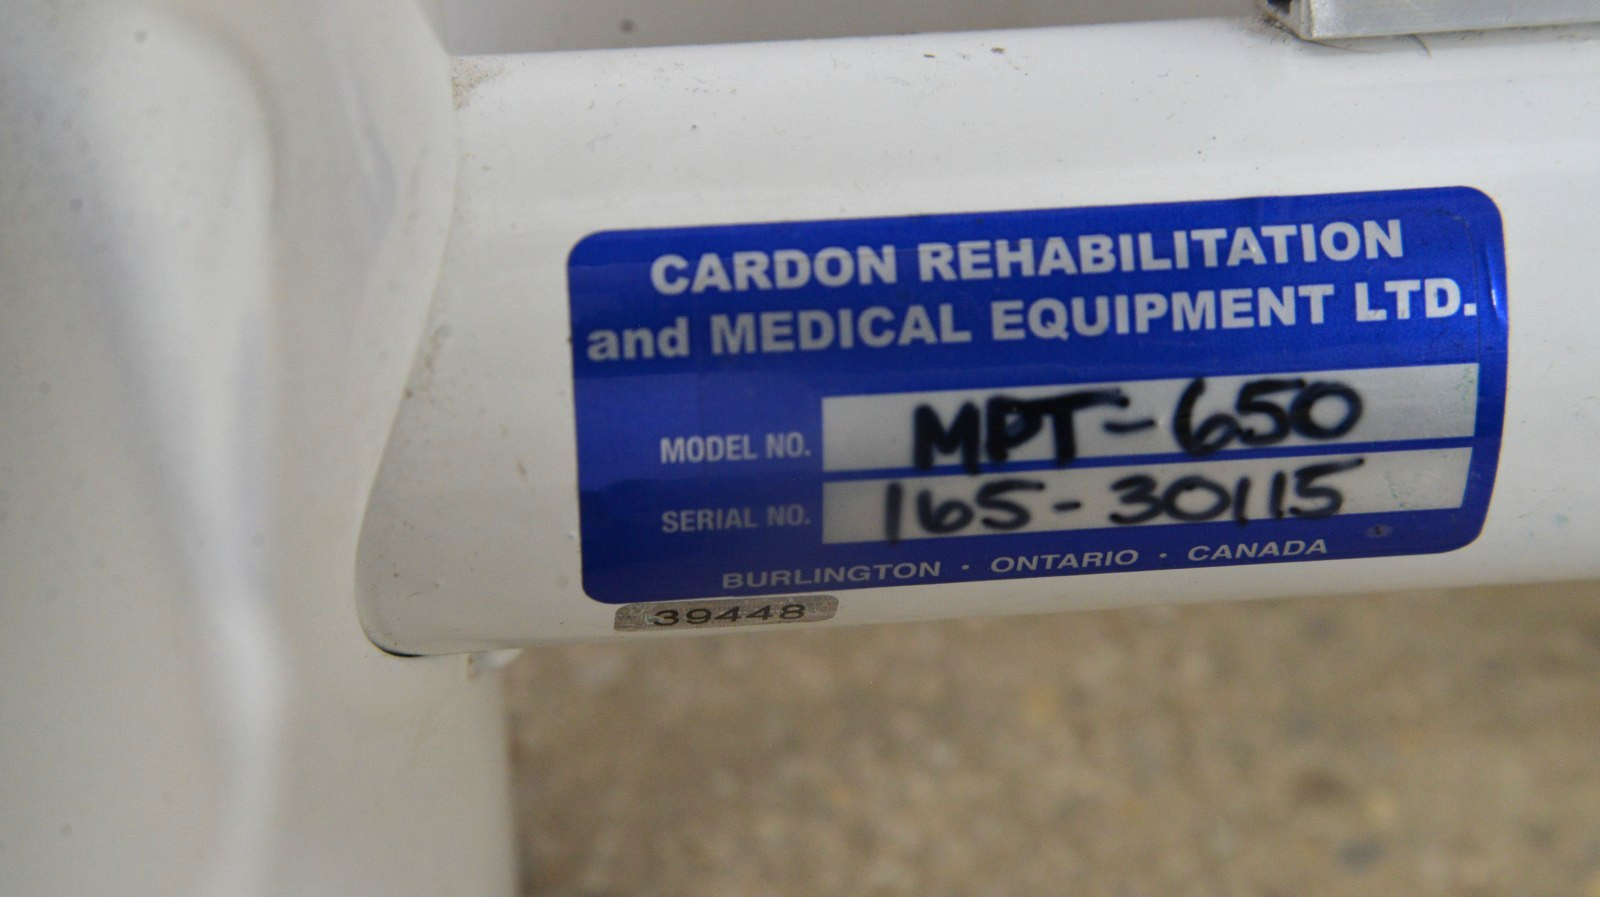 CARDON REHABILITATION
and MEDICAL EQUIPMENT LTD.
MODEL NO. MPT-650
SERIAL NO. 165-30115
BURLINGTON · ONTARIO · CANADA
39448